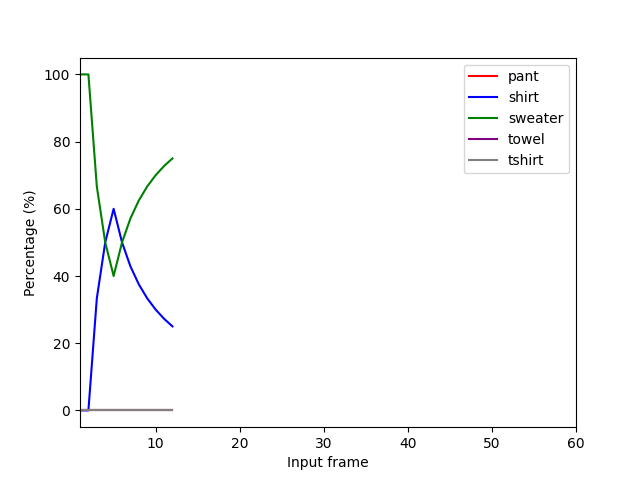 pant
shirt
sweater
towel
tshirt
100
80
60
40
20
0
Percentage (%)
10 20 30 40 50 60
Input frame